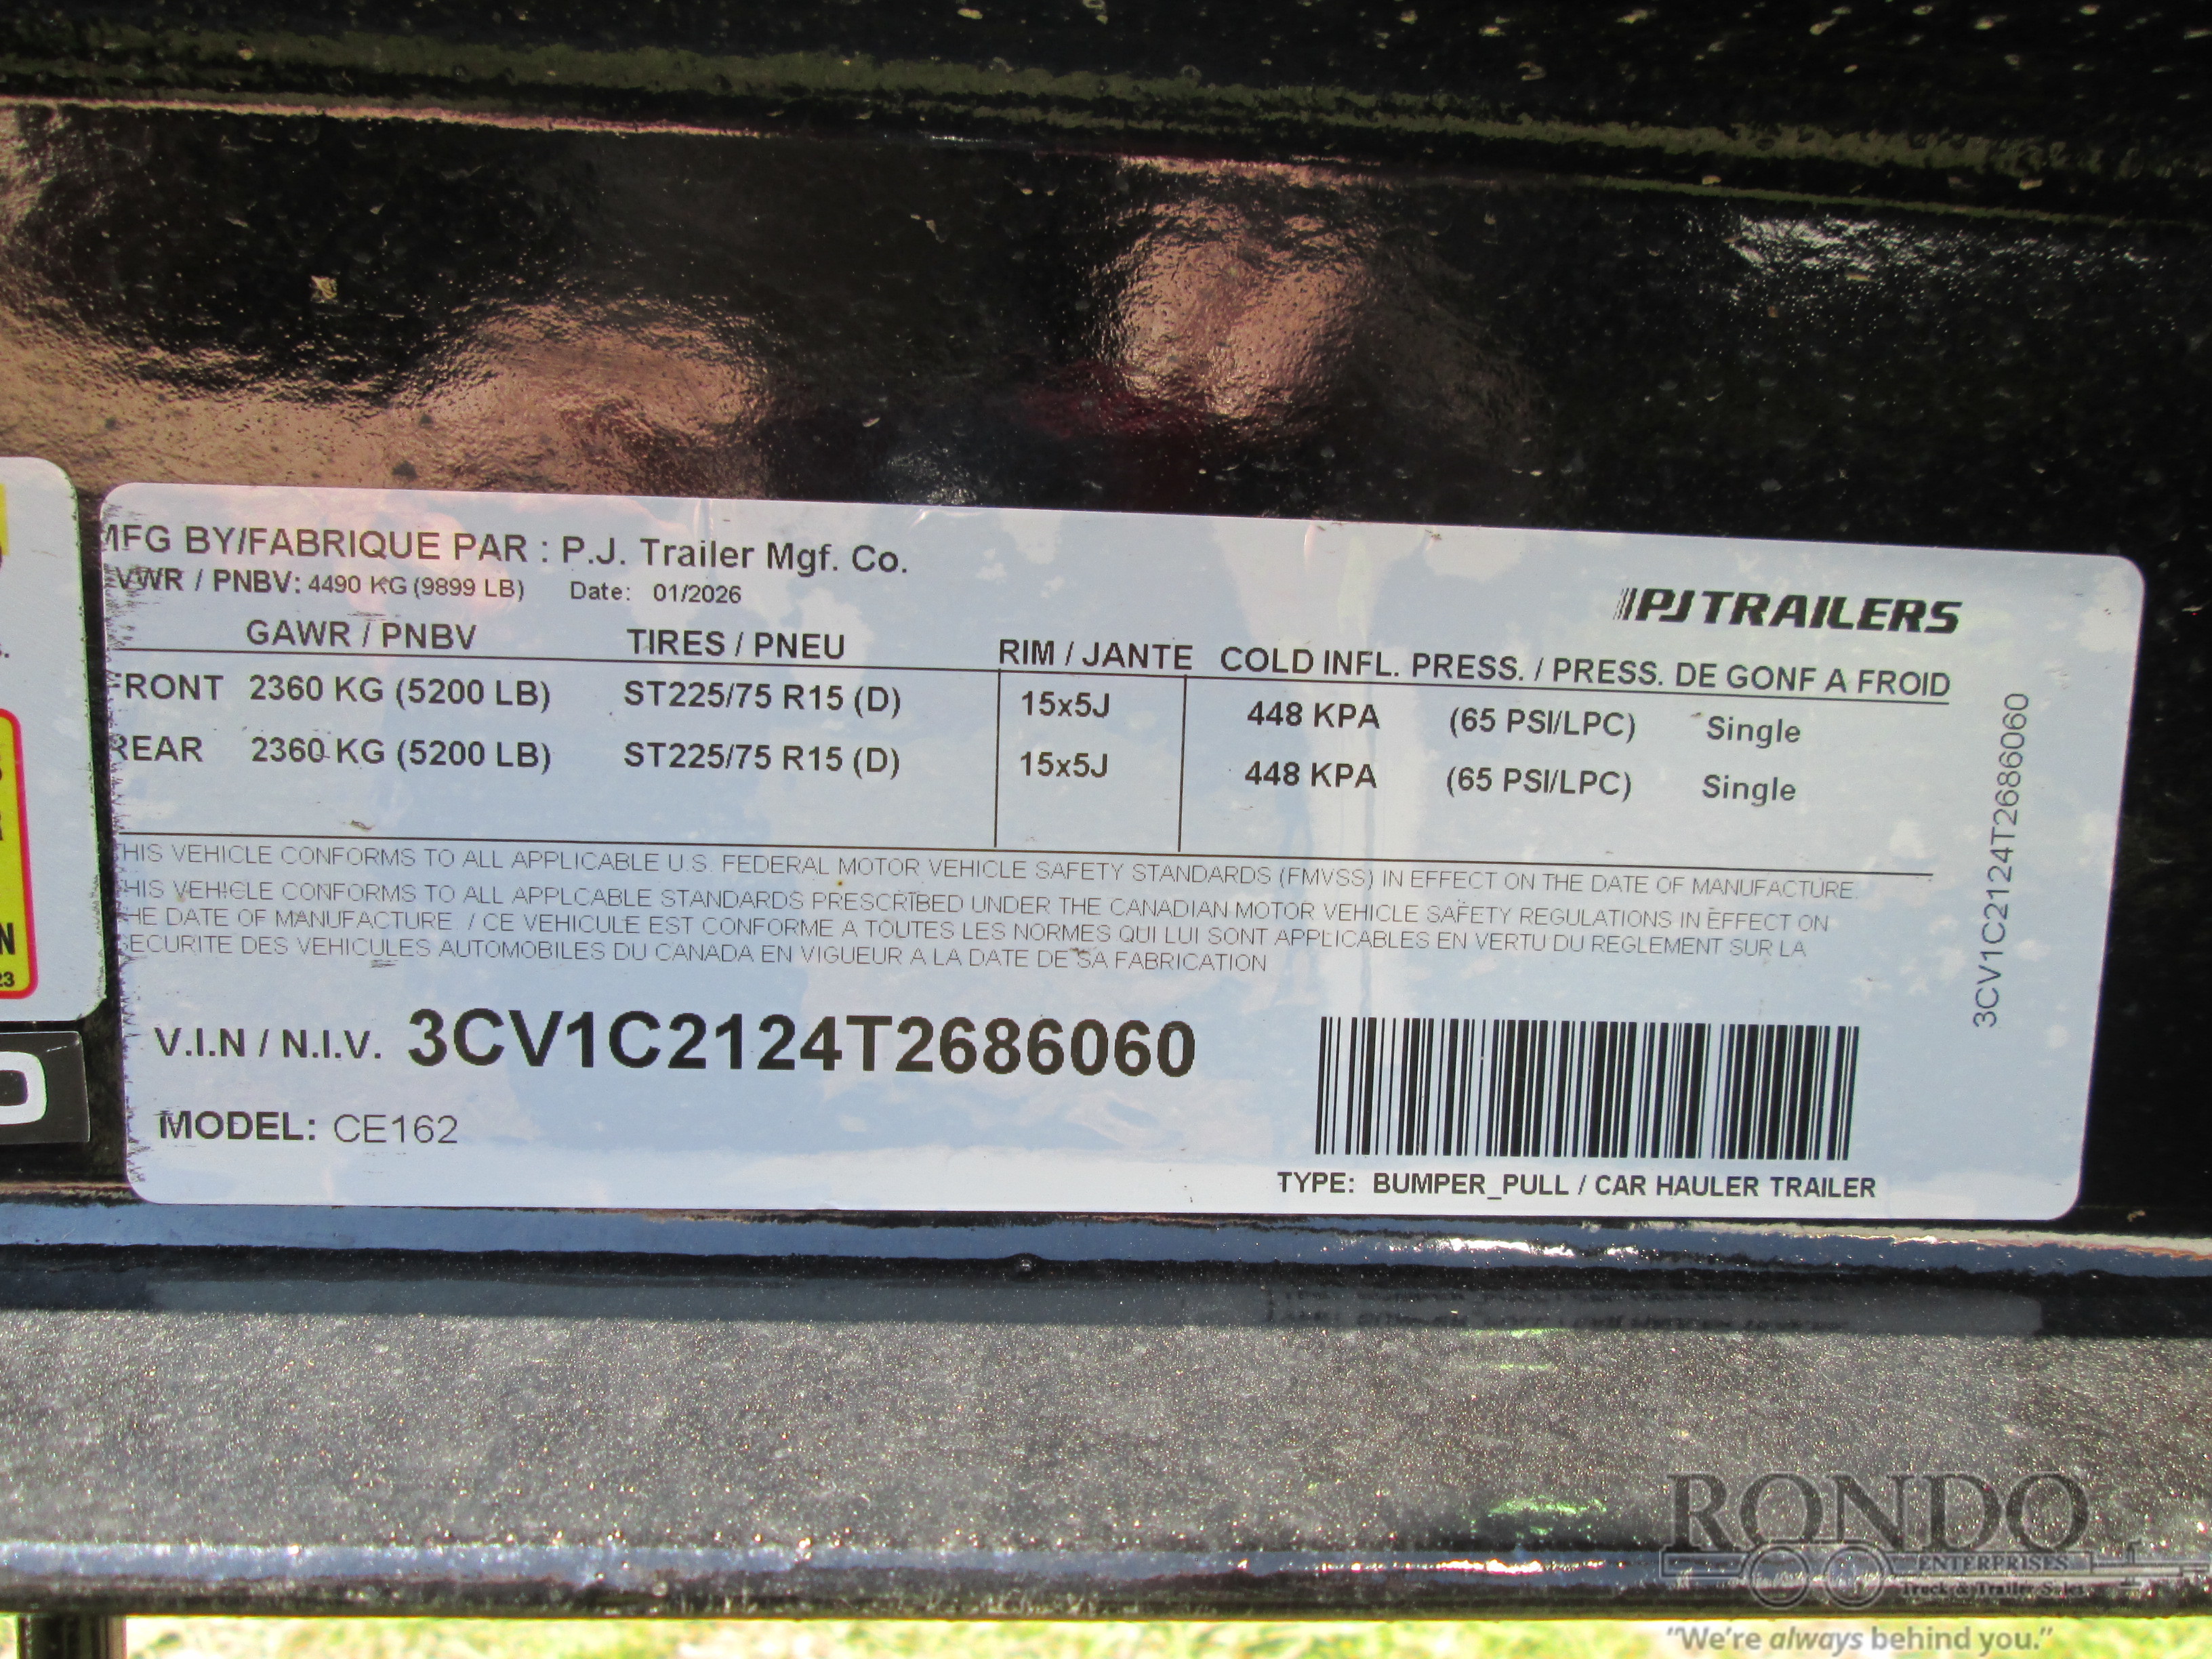 MFG BY/FABRIQUE PAR : P.J. Trailer Mgf. Co.
VWR / PNBV: 4490 KG (9899 LB) Date: 01/2026
PJ TRAILERS
GAWR / PNBV TIRES / PNEU RIM / JANTE COLD INFL. PRESS. / PRESS. DE GONF A FROID
FRONT 2360 KG (5200 LB) ST225/75 R15 (D) 15x5J 448 KPA (65 PSI/LPC) Single
REAR 2360 KG (5200 LB) ST225/75 R15 (D) 15x5J 448 KPA (65 PSI/LPC) Single
THIS VEHICLE CONFORMS TO ALL APPLICABLE U.S. FEDERAL MOTOR VEHICLE SAFETY STANDARDS (FMVSS) IN EFFECT ON THE DATE OF MANUFACTURE.
THIS VEHICLE CONFORMS TO ALL APPLCABLE STANDARDS PRESCRIBED UNDER THE CANADIAN MOTOR VEHICLE SAFETY REGULATIONS IN EFFECT ON
THE DATE OF MANUFACTURE / CE VEHICULE EST CONFORME A TOUTES LES NORMES QUI LUI SONT APPLICABLES EN VERTU DU REGLEMENT SUR LA
SECURITE DES VEHICULES AUTOMOBILES DU CANADA EN VIGUEUR A LA DATE DE SA FABRICATION
3CV1C2124T2686060
V.I.N / N.I.V. 3CV1C2124T2686060
MODEL: CE162
TYPE: BUMPER_PULL / CAR HAULER TRAILER
N
23
RONDO
ENTERPRISES
Truck & Trailer Sales
"We're always behind you."